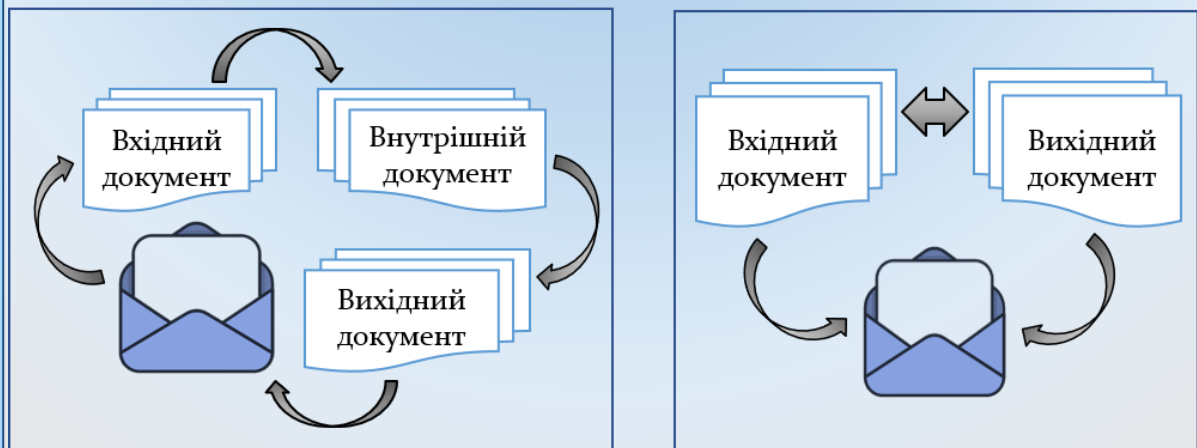 Вхідний
документ
Внутрішній
документ
Вихідний
документ
Вхідний
документ
Вихідний
документ